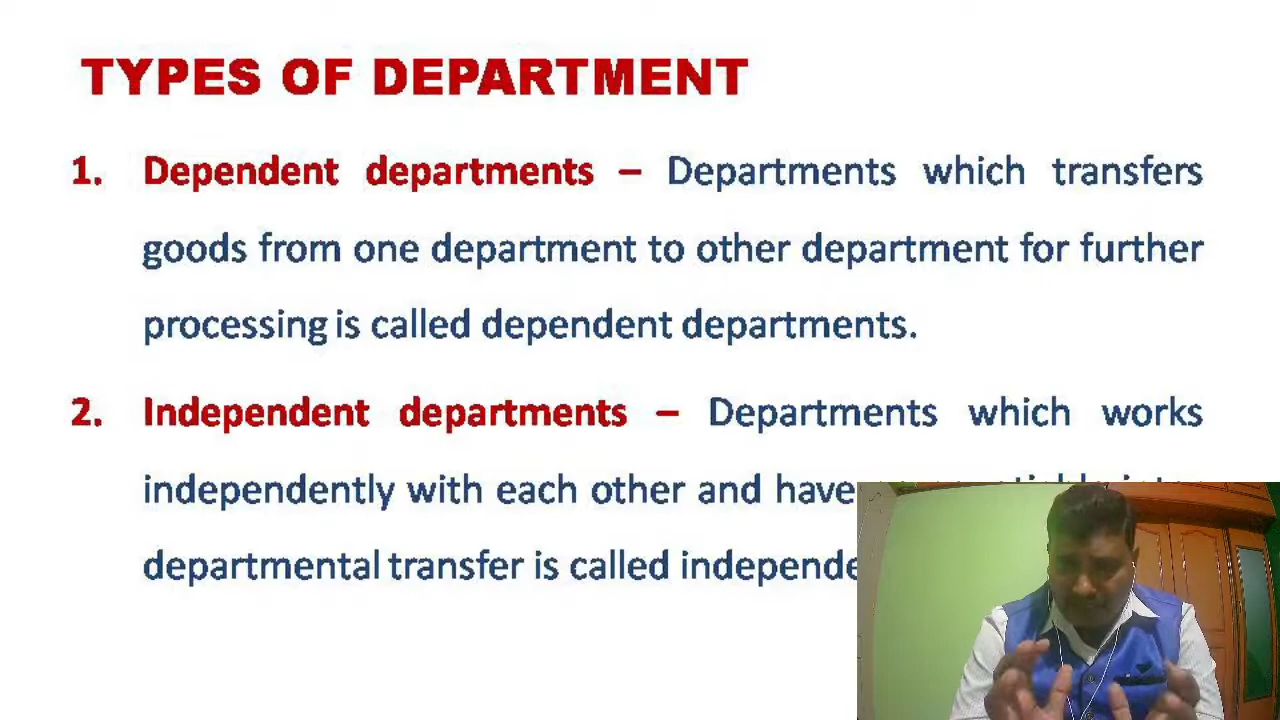 TYPES OF DEPARTMENT
1. Dependent departments – Departments which transfers
goods from one department to other department for further
processing is called dependent departments.
2. Independent departments – Departments which works
independently with each other and have
departmental transfer is called